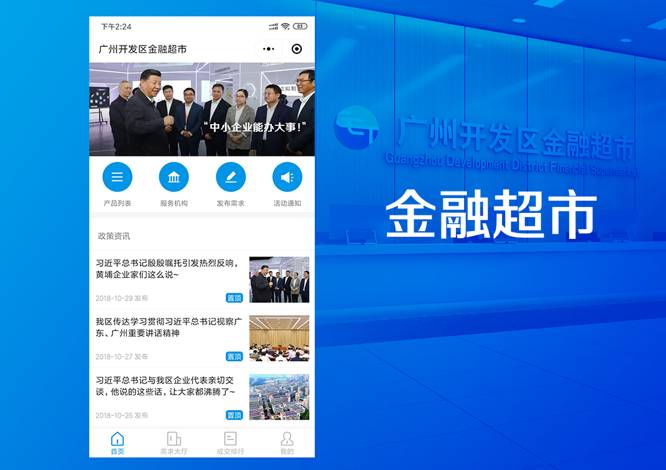 下午2:24
83
广州开发区金融超市
“中小企业能办大事!”
产品列表
服务机构
发布需求
活动通知
政策资讯
习近平总书记殷殷嘱托引发热烈反响，
黄埔企业家们这么说~
2018-10-29 发布
置顶
我区传达学习贯彻习近平总书记视察广
东、广州重要讲话精神
2018-10-27 发布
置顶
习近平总书记与我区企业代表亲切交
谈，他说的这些话，让大家都沸腾了~
2018-10-26 发布
置顶
首页
需求大厅
成交排行
我的
广州开发区金融超市
Guangzhou Development District Financial Supermarket
金融超市